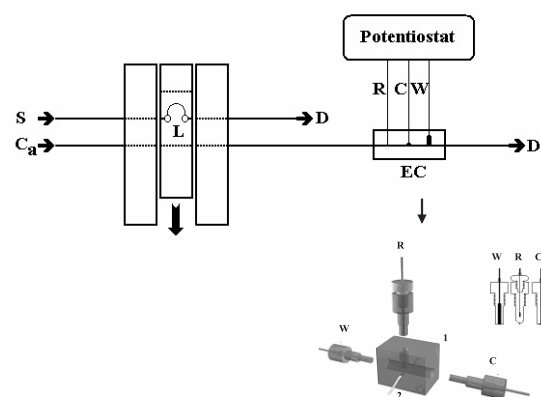 Potentiostat
R C W
S L D
Ca D
EC
R
W R C
W 1
C
2